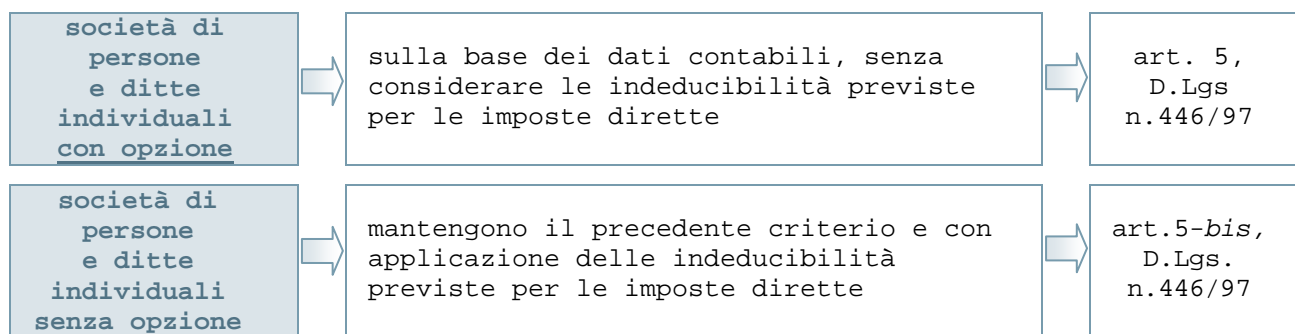 società di
persone
e ditte
individuali
con opzione
sulla base dei dati contabili, senza
considerare le indeducibilità previste
per le imposte dirette
art. 5,
D.Lgs
n.446/97
società di
persone
e ditte
individuali
senza opzione
mantengono il precedente criterio e con
applicazione delle indeducibilità
previste per le imposte dirette
art.5-bis,
D.Lgs.
n.446/97